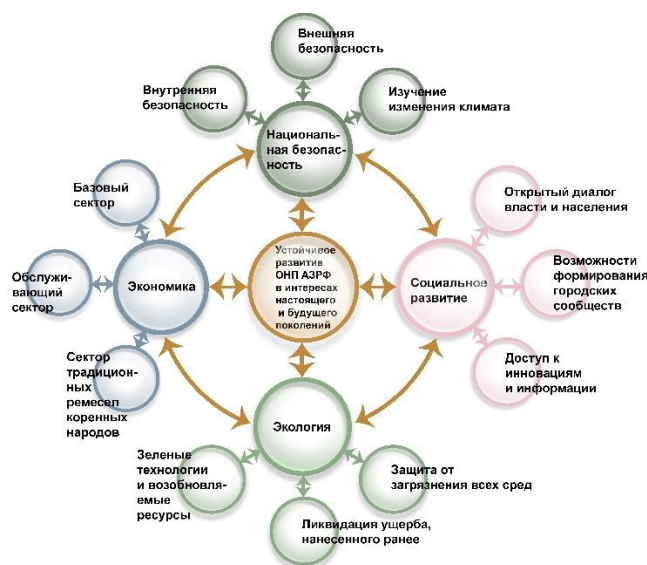 Внешняя
безопасность
Внутренняя
безопасность
Изучение
изменения климата
Националь-
ная безопас-
ность
Базовый
сектор
Открытый диалог
власти и населения
Обслужи-
вающий
сектор
Экономика
Устойчивое
развитие
ОНП АЗРФ
в интересах
настоящего
и будущего
поколений
Социальное
развитие
Возможности
формирования
городских
сообществ
Сектор
традицион-
ных
ремесел
коренных
народов
Доступ к
инновациям
и информации
Экология
Зеленые
технологии
и возобновля-
емые
ресурсы
Защита от
загрязнения всех сред
Ликвидация ущерба,
нанесенного ранее